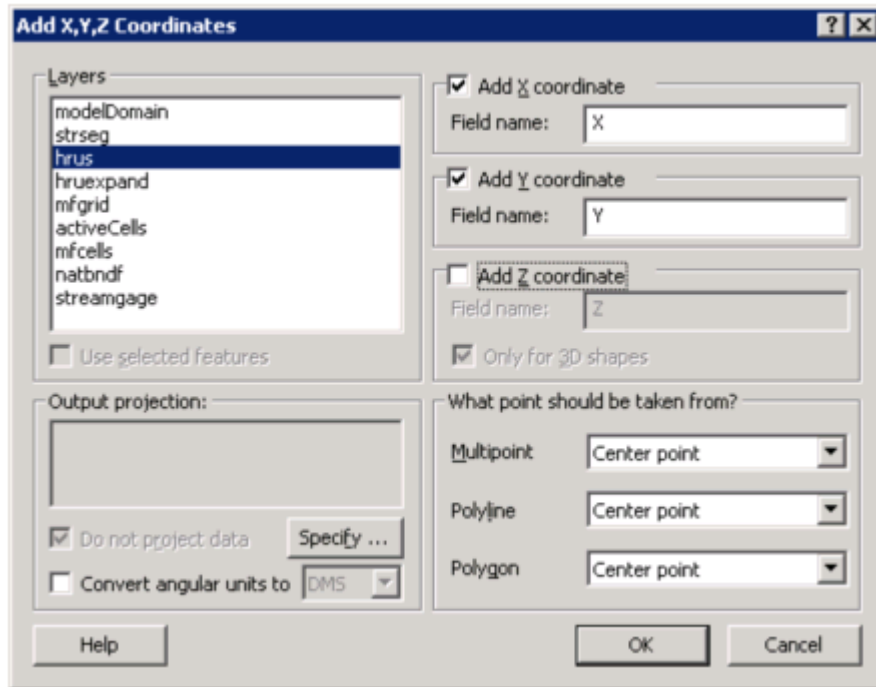 Add X,Y,Z Coordinates
Layers
modelDomain
strseg
hrus
hruexpand
mfgrid
activeCells
mfcells
natbndf
streamgage
Use selected features
Add X coordinate
Field name: X
Add Y coordinate
Field name: Y
Add Z coordinate
Field name: Z
Only for 3D shapes
Output projection:
Do not project data Specify ...
Convert angular units to DMS
What point should be taken from?
Multipoint Center point
Polyline Center point
Polygon Center point
Help OK Cancel